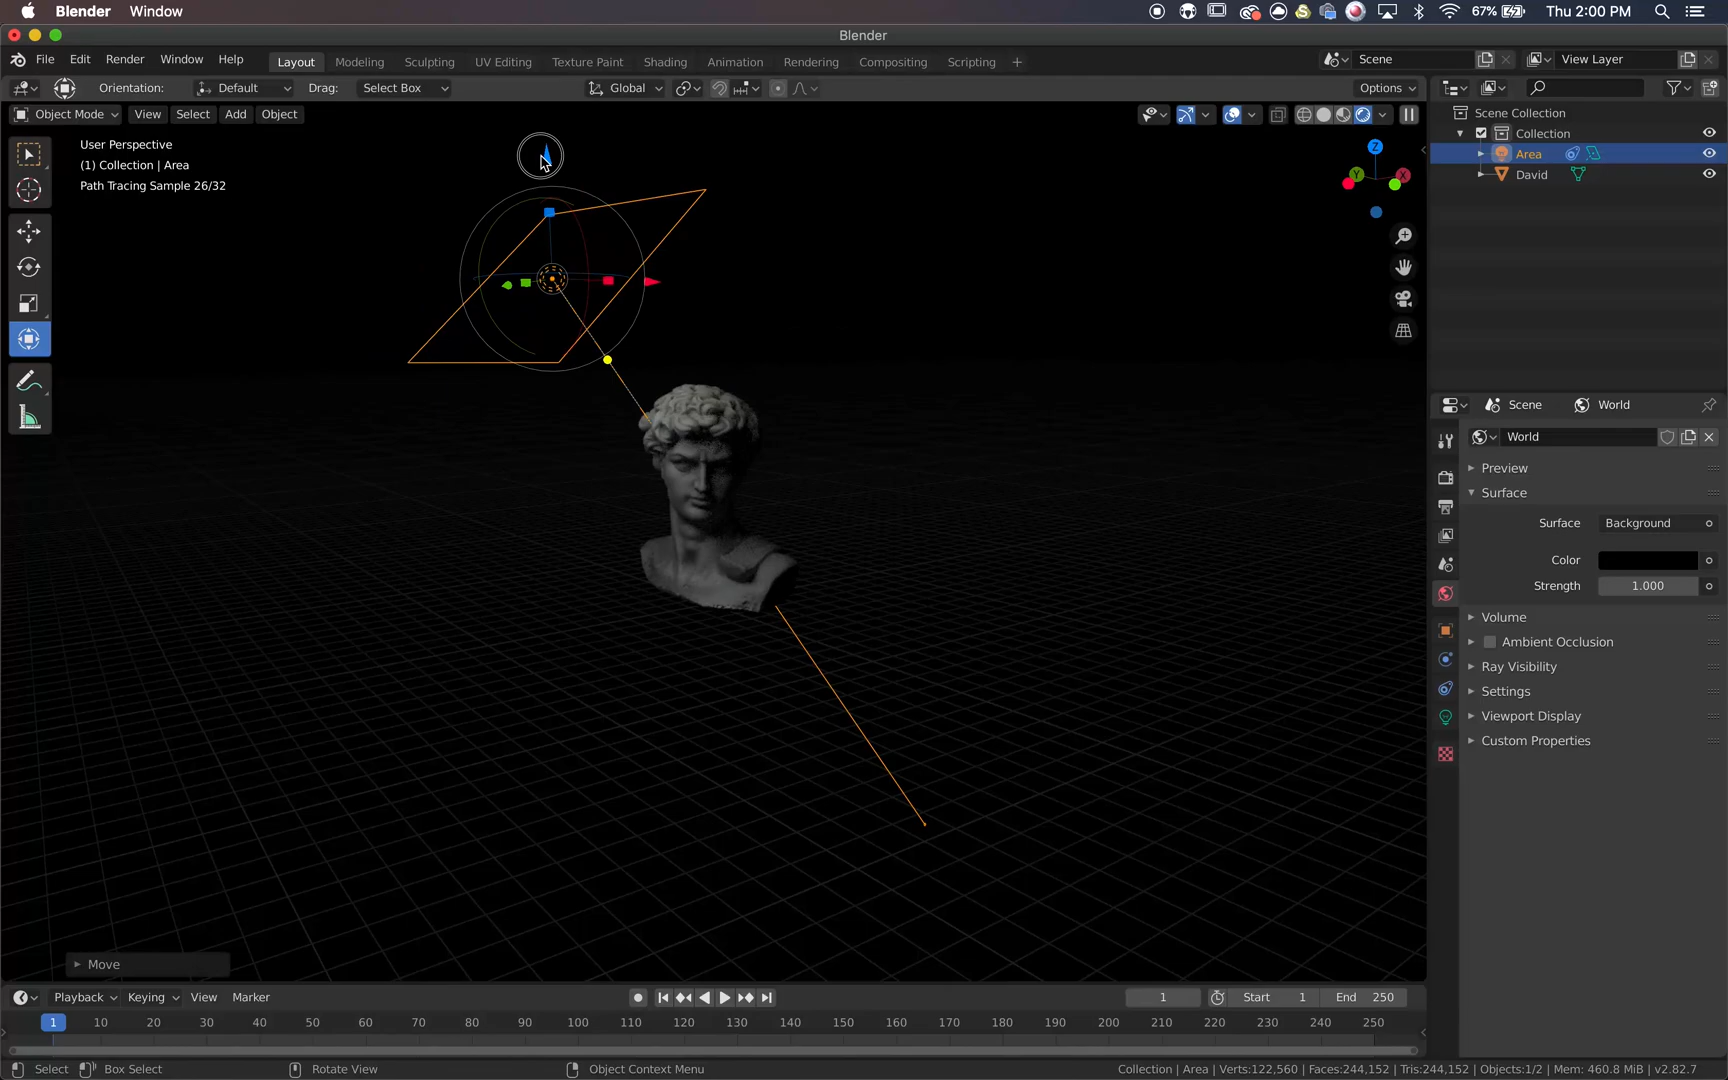 Blender Window 67% Thu 2:00 PM
Blender
File Edit Render Window Help Layout Modeling Sculpting UV Editing Texture Paint Shading Animation Rendering Compositing Scripting + Scene View Layer
Orientation: Default Drag: Select Box Global Options
Object Mode View Select Add Object
User Perspective
(1) Collection | Area
Path Tracing Sample 26/32
Z
Y
X
Scene Collection
Collection
Area
David
Scene World
World
Preview
Surface
Surface Background
Color
Strength 1.000
Volume
Ambient Occlusion
Ray Visibility
Settings
Viewport Display
Custom Properties
Move
Playback Keying View Marker 1 Start 1 End 250
1 10 20 30 40 50 60 70 80 90 100 110 120 130 140 150 160 170 180 190 200 210 220 230 240 250
Select Box Select Rotate View Object Context Menu Collection | Area | Verts:122,560 | Faces:244,152 | Tris:244,152 | Objects:1/2 | Mem: 460.8 MiB | v2.82.7